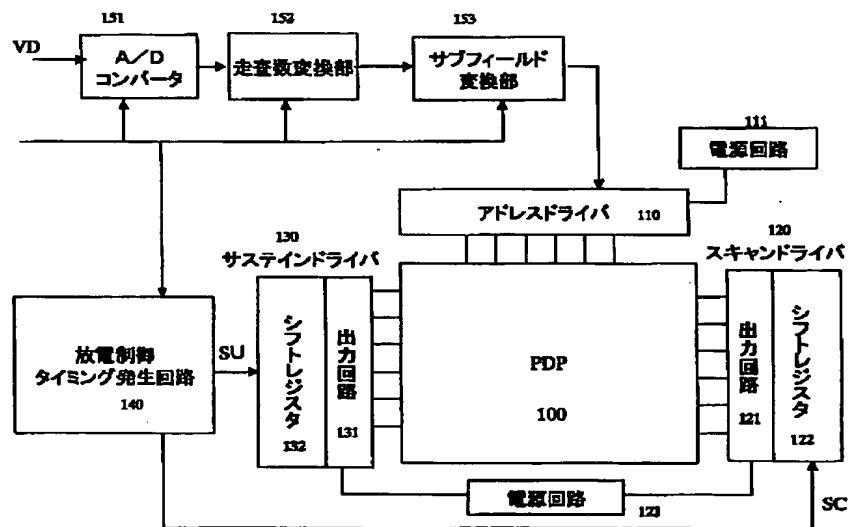 151
152
153
VD
A/D
コンバータ
走査数変換部
サブフィールド
変換部
111
電源回路
アドレスドライバ 110
130
サステインドライバ
120
スキャンドライバ
放電制御
タイミング発生回路
140
SU
シフトレジスタ
132
出力回路
131
PDP
100
出力回路
121
シフトレジスタ
122
電源回路
123
SC